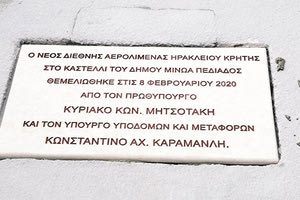 Ο ΝΕΟΣ ΔΙΕΘΝΗΣ ΑΕΡΟΛΙΜΕΝΑΣ ΗΡΑΚΛΕΙΟΥ ΚΡΗΤΗΣ
ΣΤΟ ΚΑΣΤΕΛΛΙ ΤΟΥ ΔΗΜΟΥ ΜΙΝΩΑ ΠΕΔΙΑΔΟΣ
ΘΕΜΕΛΙΩΘΗΚΕ ΣΤΙΣ 8 ΦΕΒΡΟΥΑΡΙΟΥ 2020
ΑΠΟ ΤΟΝ ΠΡΩΘΥΠΟΥΡΓΟ
ΚΥΡΙΑΚΟ ΚΩΝ. ΜΗΤΣΟΤΑΚΗ
ΚΑΙ ΤΟΝ ΥΠΟΥΡΓΟ ΥΠΟΔΟΜΩΝ ΚΑΙ ΜΕΤΑΦΟΡΩΝ
ΚΩΝΣΤΑΝΤΙΝΟ ΑΧ. ΚΑΡΑΜΑΝΛΗ.